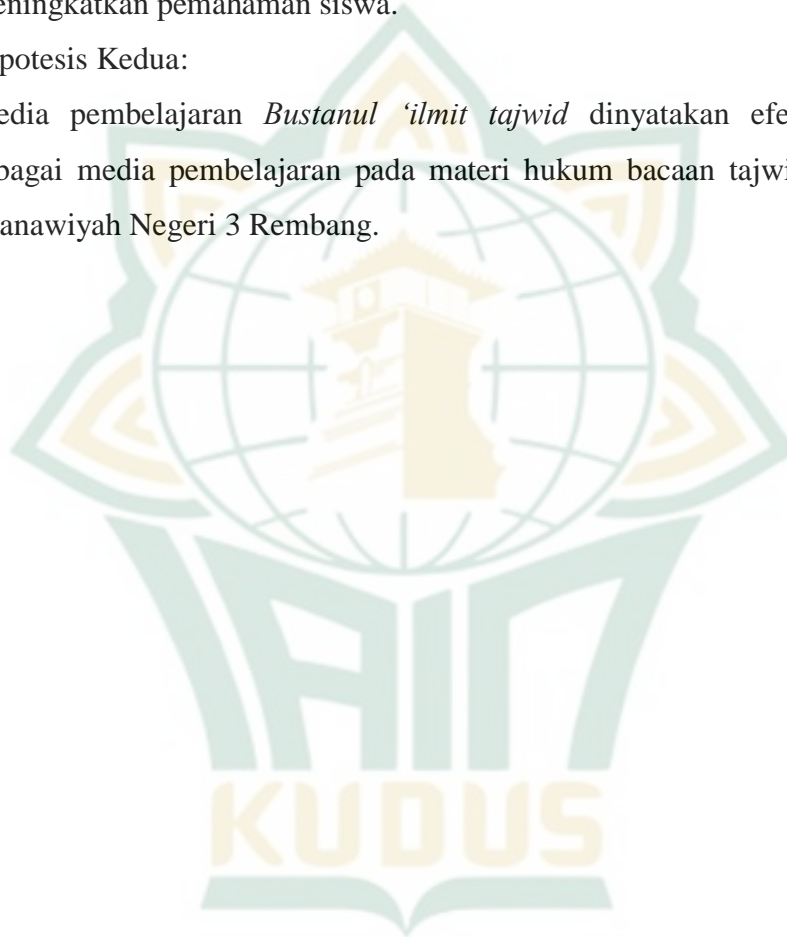 eningkatkan pemahaman siswa.
potesis Kedua:
edia pembelajaran Bustanul ‘ilmit tajwid dinyatakan efe
bagai media pembelajaran pada materi hukum bacaan tajwi
anawiyah Negeri 3 Rembang.
IAIN
KUDUS